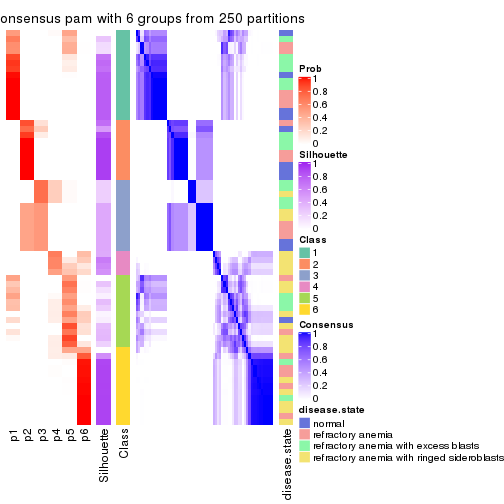 onsensus pam with 6 groups from 250 partitions
Prob
1
0.8
0.6
0.4
0.2
0
Silhouette
1
0.8
0.6
0.4
0.2
0
Class
1
2
3
4
5
6
Consensus
1
0.8
0.6
0.4
0.2
0
disease.state
normal
refractory anemia
refractory anemia with excess blasts
refractory anemia with ringed sideroblasts
p1
p2
p3
p4
p5
p6
Silhouette
Class
disease.state